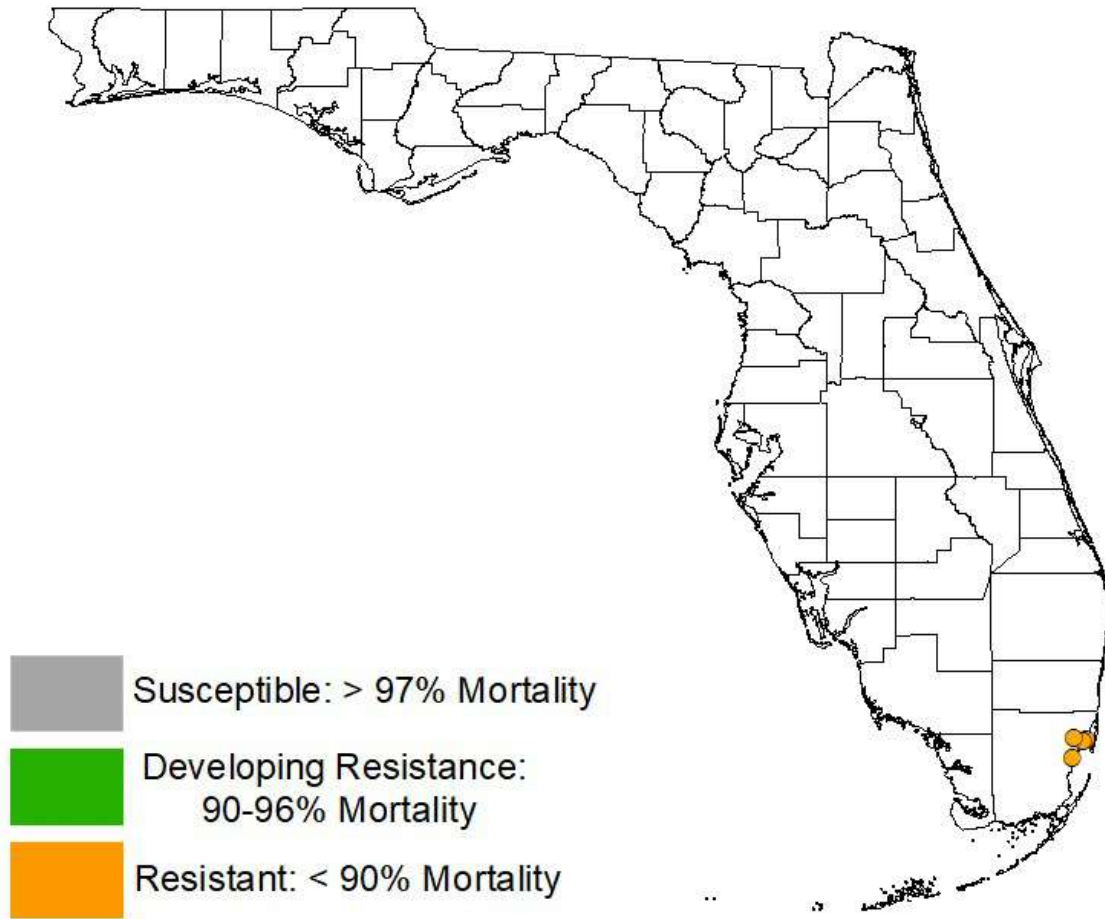 Susceptible: > 97% Mortality
Developing Resistance:
90-96% Mortality
Resistant: < 90% Mortality